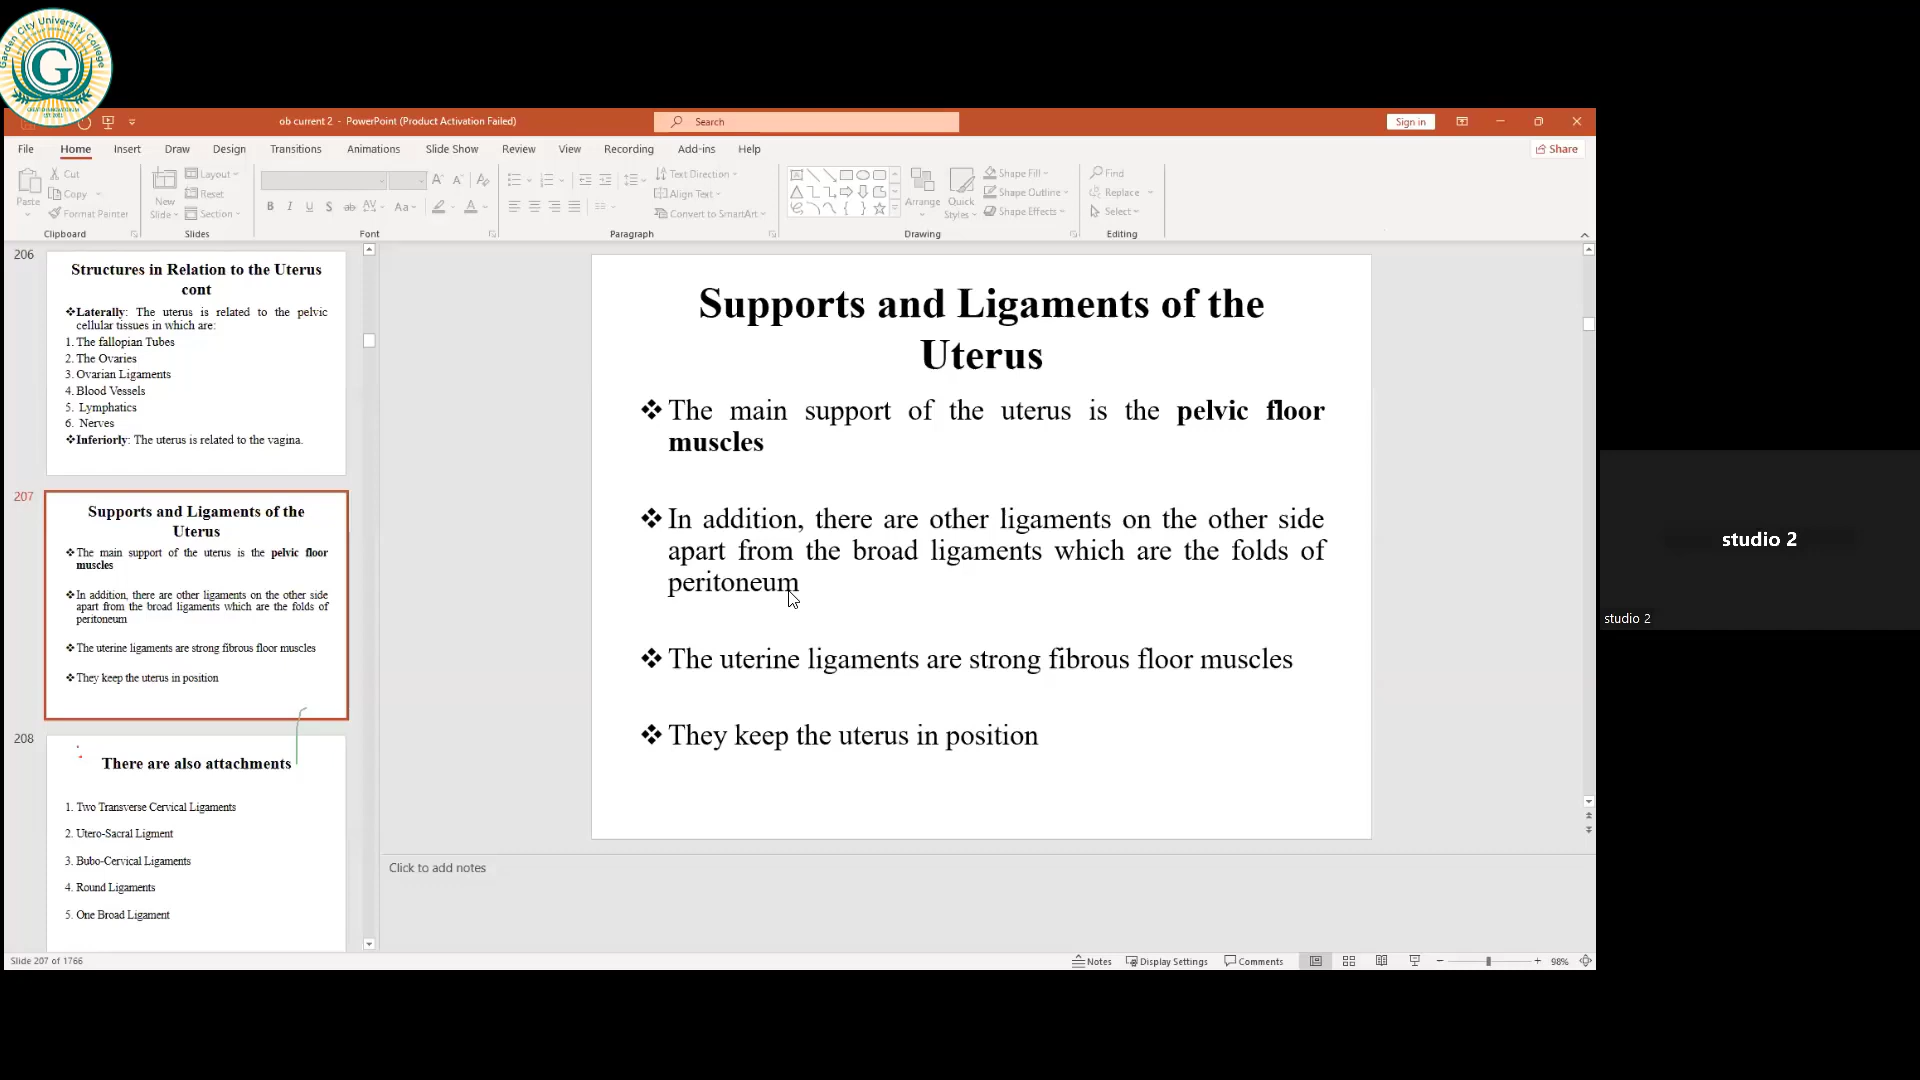 Garden City University College
G
ob current 2 - PowerPoint (Product Activation Failed)
Search
Sign in
File Home Insert Draw Design Transitions Animations Slide Show Review View Recording Add-ins Help
Share
Paste
Cut
Copy
Format Painter
Clipboard
New Slide
Layout
Reset
Section
Slides
Font
Text Direction
Align Text
Convert to SmartArt
Paragraph
Arrange
Quick Styles
Shape Fill
Shape Outline
Shape Effects
Drawing
Find
Replace
Select
Editing
206
Structures in Relation to the Uterus
cont
❖Laterally: The uterus is related to the pelvic
cellular tissues in which are:
1. The fallopian Tubes
2. The Ovaries
3. Ovarian Ligaments
4. Blood Vessels
5. Lymphatics
6. Nerves
❖Inferiorly: The uterus is related to the vagina.
207
Supports and Ligaments of the
Uterus
❖The main support of the uterus is the pelvic floor
muscles
❖In addition, there are other ligaments on the other side
apart from the broad ligaments which are the folds of
peritoneum
❖The uterine ligaments are strong fibrous floor muscles
❖They keep the uterus in position
208
There are also attachments
1. Two Transverse Cervical Ligaments
2. Utero-Sacral Ligment
3. Bubo-Cervical Ligaments
4. Round Ligaments
5. One Broad Ligament
Supports and Ligaments of the
Uterus
❖The main support of the uterus is the pelvic floor
muscles
❖In addition, there are other ligaments on the other side
apart from the broad ligaments which are the folds of
peritoneum
❖The uterine ligaments are strong fibrous floor muscles
❖They keep the uterus in position
Click to add notes
Slide 207 of 1766
Notes Display Settings Comments 98%
studio 2
studio 2